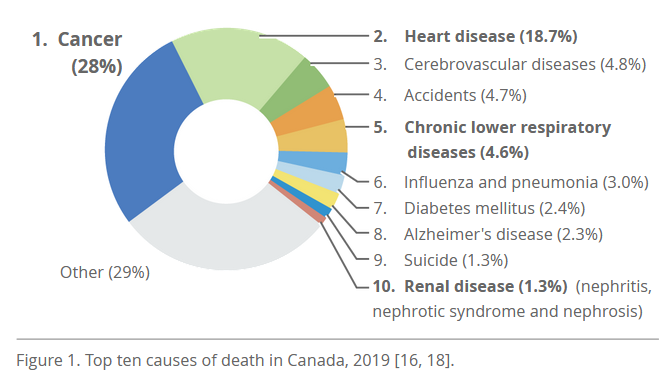 1. Cancer
(28%)
2. Heart disease (18.7%)
3. Cerebrovascular diseases (4.8%)
4. Accidents (4.7%)
5. Chronic lower respiratory
diseases (4.6%)
6. Influenza and pneumonia (3.0%)
7. Diabetes mellitus (2.4%)
8. Alzheimer's disease (2.3%)
9. Suicide (1.3%)
10. Renal disease (1.3%) (nephritis,
nephrotic syndrome and nephrosis)
Other (29%)
Figure 1. Top ten causes of death in Canada, 2019 [16, 18].